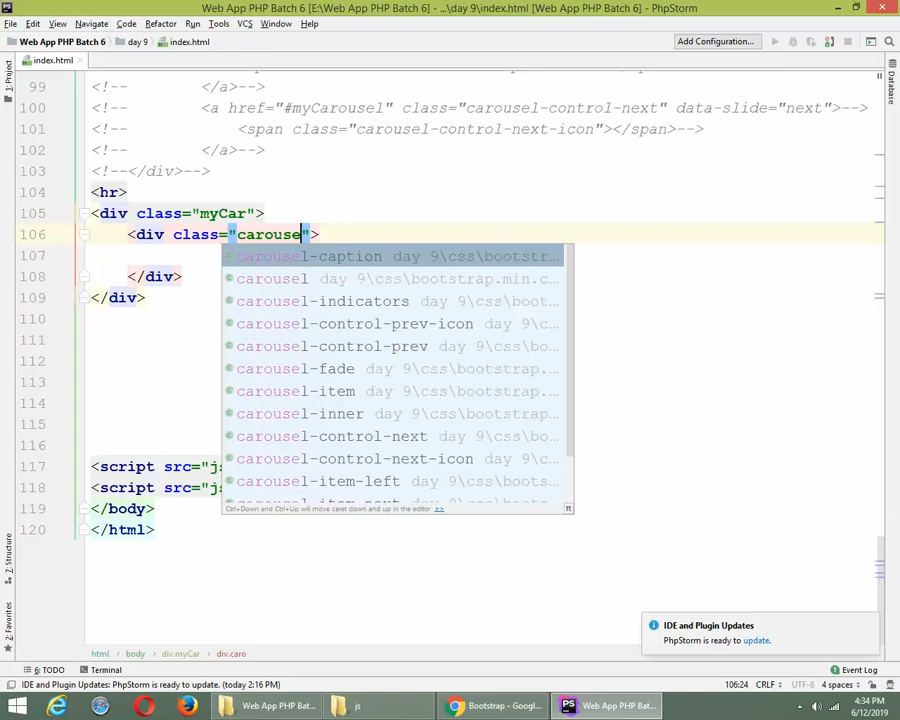 Web App PHP Batch 6 [E:\Web App PHP Batch 6] - ...\day 9\index.html [Web App PHP Batch 6] - PhpStorm
File Edit View Navigate Code Refactor Run Tools VCS Window Help
Web App PHP Batch 6 day 9 index.html Add Configuration...
index.html
1: Project
Database
99 <!-- </a>-->
100 <!-- <a href="#myCarousel" class="carousel-control-next" data-slide="next">-->
101 <!-- <span class="carousel-control-next-icon"></span>-->
102 <!-- </a>-->
103 <!--</div>-->
104 <hr>
105 <div class="myCar">
106 <div class="carouse">
107
108 </div>
109 </div>
110
111
112
113
114
115
116
117 <script src="j
118 <script src="j
119 </body>
120 </html>
carousel-caption day 9\css\bootstr...
carousel day 9\css\bootstrap.min.c...
carousel-indicators day 9\css\boot...
carousel-control-prev-icon day 9\c...
carousel-control-prev day 9\css\bo...
carousel-fade day 9\css\bootstrap....
carousel-item day 9\css\bootstrap....
carousel-inner day 9\css\bootstrap...
carousel-control-next day 9\css\bo...
carousel-control-next-icon day 9\c...
carousel-item-left day 9\css\boots...
Ctrl+Down and Ctrl+Up will move caret down and up in the editor >> π
7: Structure
2: Favorites
IDE and Plugin Updates
PhpStorm is ready to update.
html body div.myCar div.caro
6: TODO Terminal Event Log
IDE and Plugin Updates: PhpStorm is ready to update. (today 2:16 PM) 106:24 CRLF UTF-8 4 spaces
Web App PHP Bat... js Bootstrap - Googl... Web App PHP Bat...
4:34 PM
6/12/2019